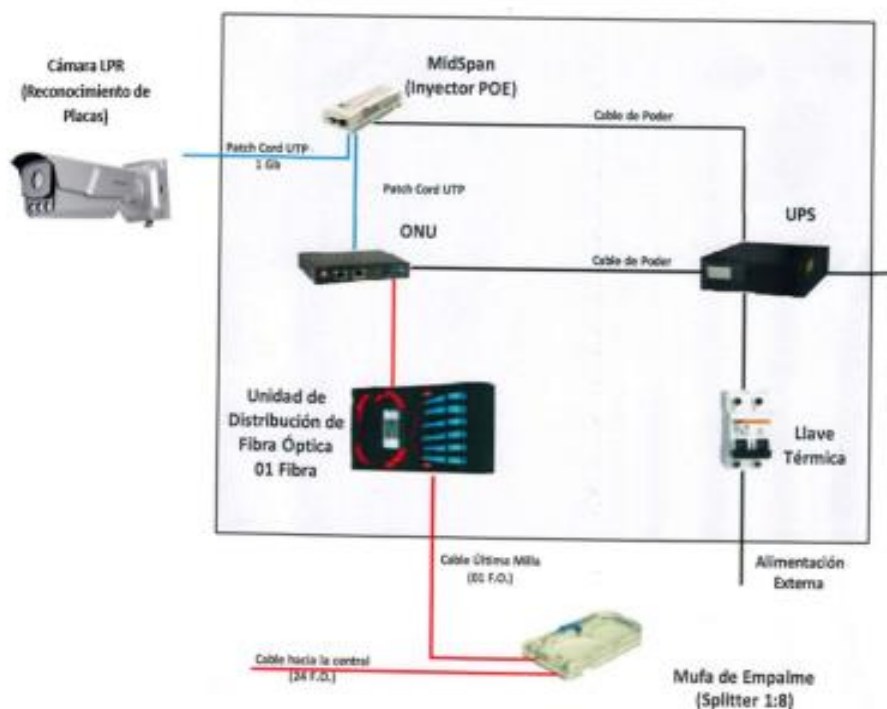 Cámara LPR
(Reconocimiento de
Placas)
MidSpan
(Inyector POE)
Cable de Poder
Patch Cord UTP
1 Gb
Patch Cord UTP
ONU
UPS
Cable de Poder
Unidad de
Distribución de
Fibra Óptica
01 Fibra
Llave
Térmica
Cable Última Milla
(01 F.O.)
Alimentación
Externa
Cable hacia la central
(24 F.O.)
Mufa de Empalme
(Splitter 1:8)